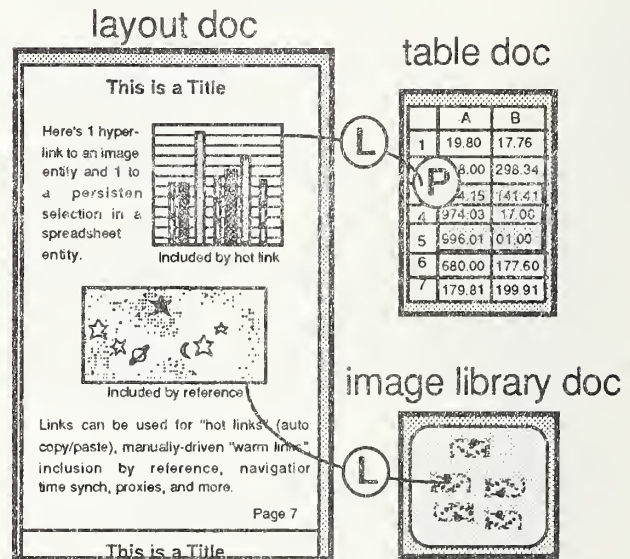 layout doc
This is a Title
Here's 1 hyper-
link to an image
entity and 1 to
a persisten
selection in a
spreadsheet
entity.
Included by hot link
Included by reference
Links can be used for "hot links" (auto
copy/paste), manually-driven "warm links"
inclusion by reference, navigation
time synch, proxies, and more.
Page 7
This is a Title
L
table doc
A B
1 19.80 17.76
8.00 298.34
P
4.15 141.41
4 974.03 17.00
5 996.01 01.00
6 680.00 177.60
7 179.81 199.91
image library doc
L